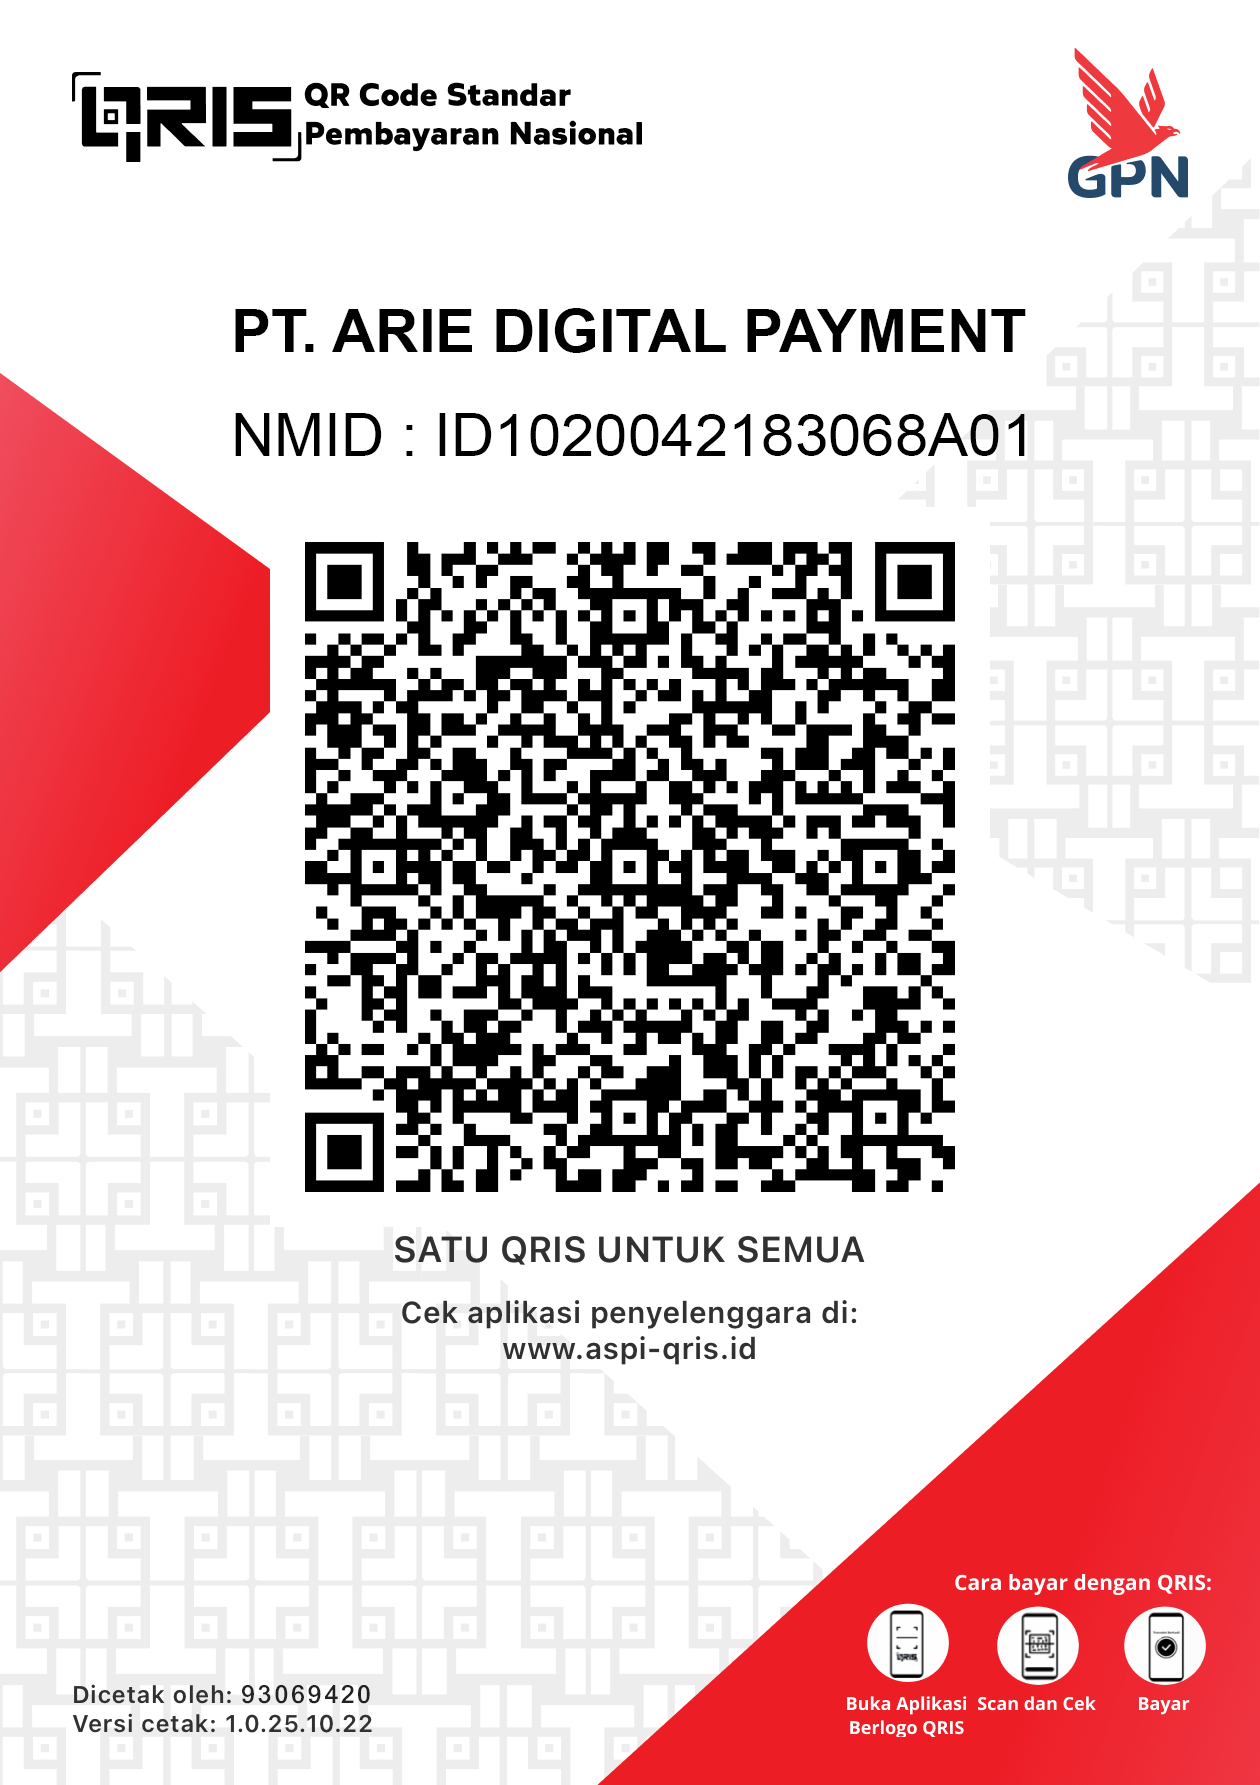 QRIS
QR Code Standar
Pembayaran Nasional
GPN
PT. ARIE DIGITAL PAYMENT
NMID : ID1020042183068A01
SATU QRIS UNTUK SEMUA
Cek aplikasi penyelenggara di:
www.aspi-qris.id
Cara bayar dengan QRIS:
QRIS
Buka Aplikasi
Berlogo QRIS
Scan dan Cek
Bayar
Dicetak oleh: 93069420
Versi cetak: 1.0.25.10.22